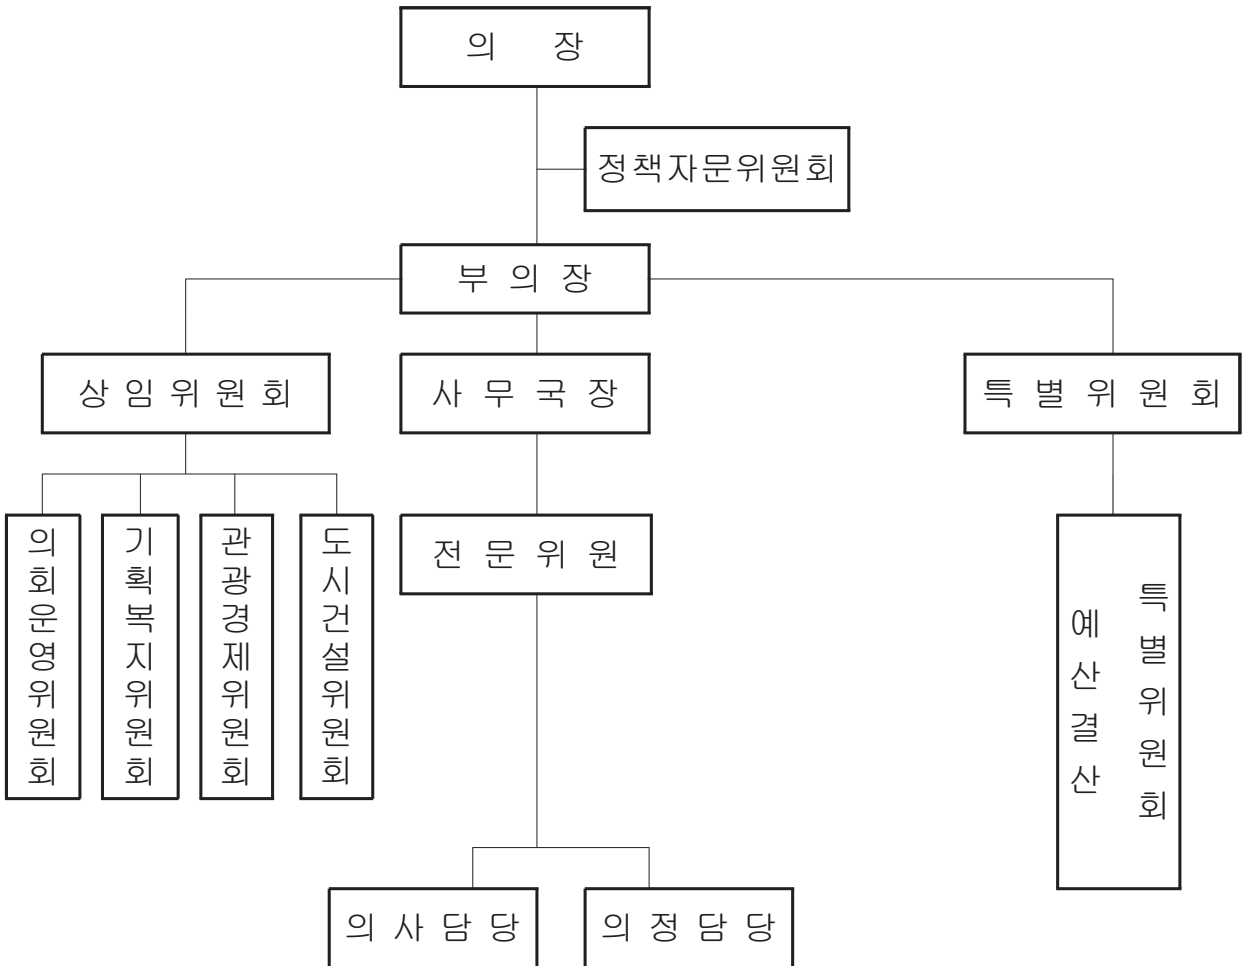 의 장
정책자문위원회
부 의 장
상 임 위 원 회
사 무 국 장
특 별 위 원 회
의회운영위원회
기획복지위원회
관광경제위원회
도시건설위원회
전 문 위 원
예산결산
특별위원회
의 사 담 당
의 정 담 당